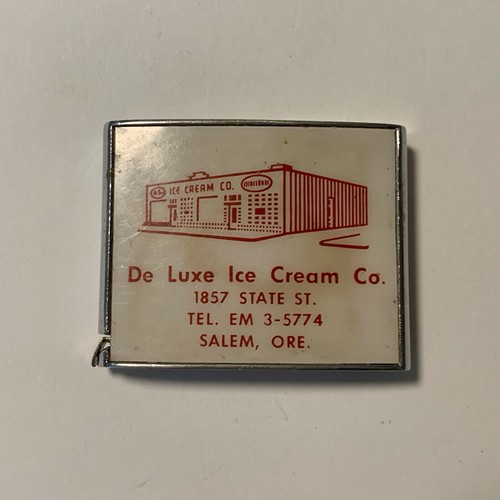 ICE CREAM CO.
De Luxe Ice Cream Co.
1857 STATE ST.
TEL. EM 3-5774
SALEM, ORE.